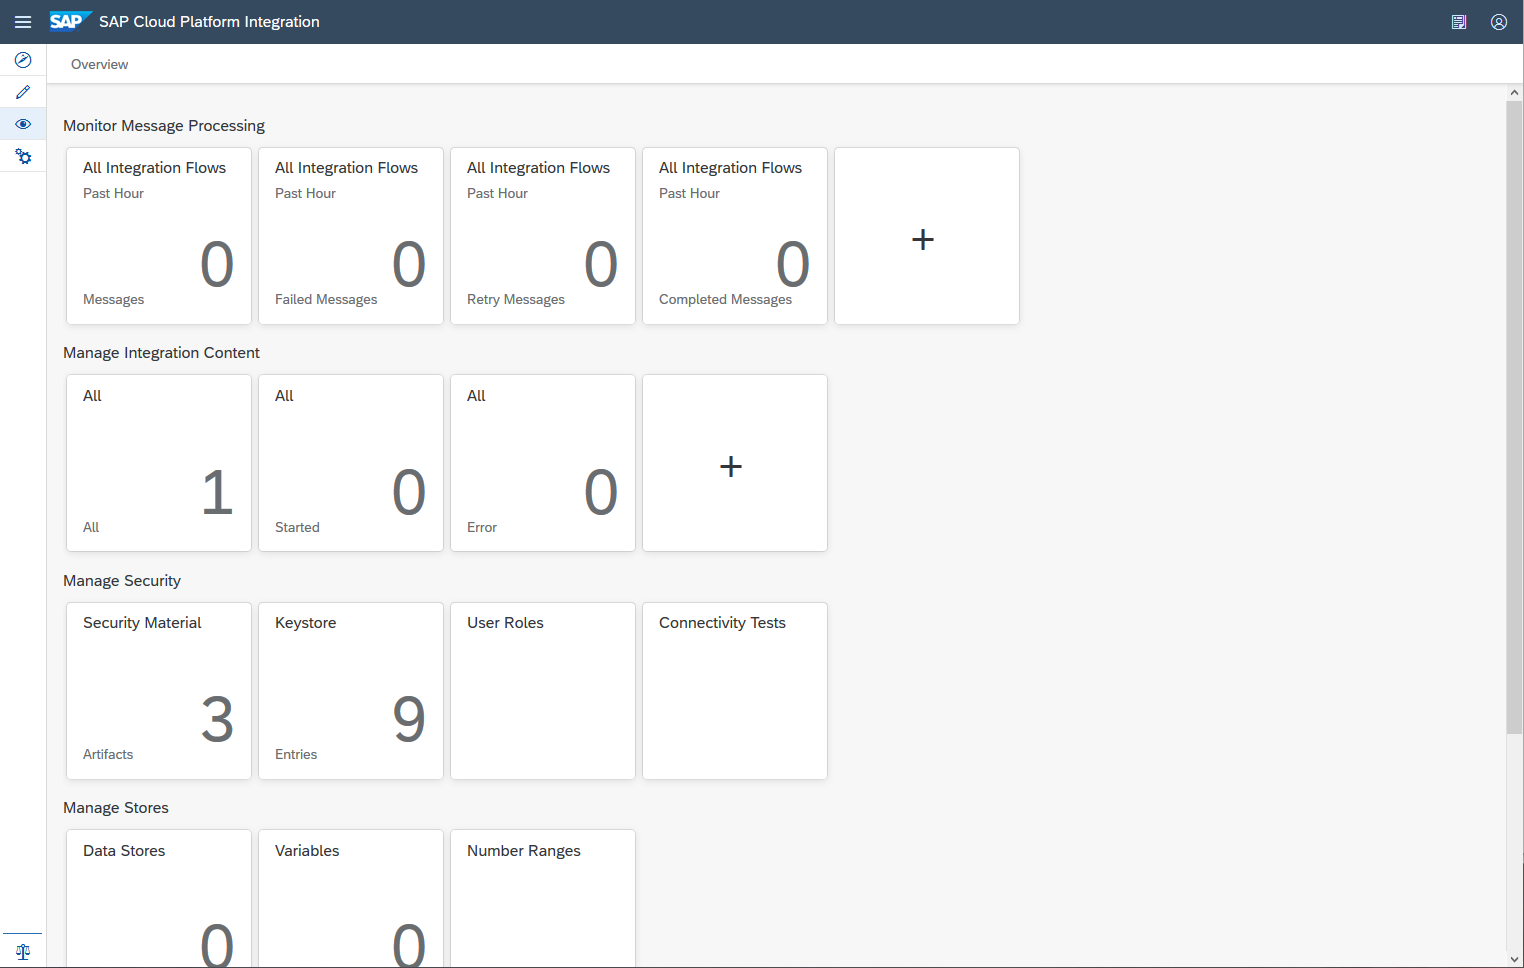 SAP SAP Cloud Platform Integration
Overview
Monitor Message Processing
All Integration Flows
Past Hour
0
Messages
All Integration Flows
Past Hour
0
Failed Messages
All Integration Flows
Past Hour
0
Retry Messages
All Integration Flows
Past Hour
0
Completed Messages
+
Manage Integration Content
All
1
All
All
0
Started
All
0
Error
+
Manage Security
Security Material
3
Artifacts
Keystore
9
Entries
User Roles
Connectivity Tests
Manage Stores
Data Stores
0
Variables
0
Number Ranges